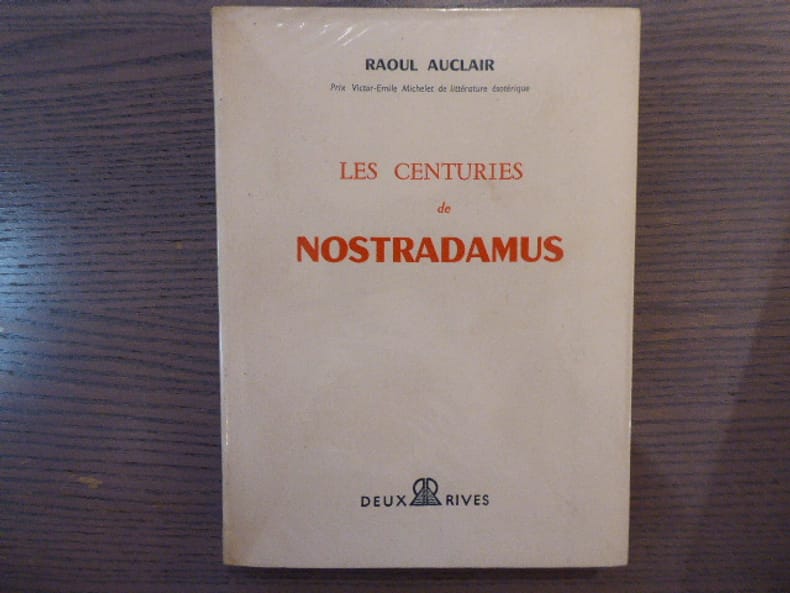 RAOUL AUCLAIR
Prix Victor-Emile Michelet de littérature ésotérique
LES CENTURIES
de
NOSTRADAMUS
DEUX RIVES